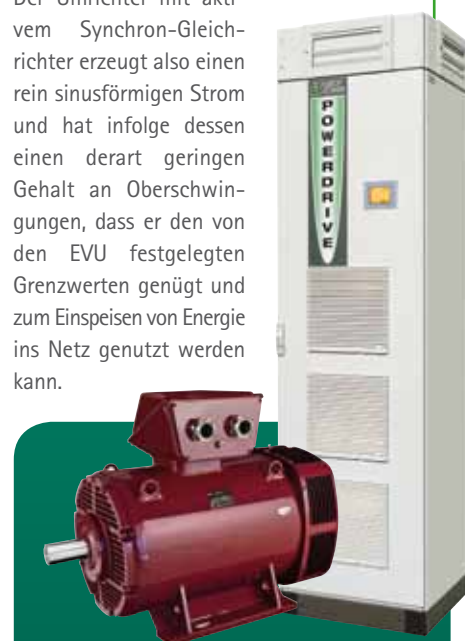 Der Umrichter mit akti-
vem Synchron-Gleich-
richter erzeugt also einen
rein sinusförmigen Strom
und hat infolge dessen
einen derart geringen
Gehalt an Oberschwin-
gungen, dass er den von
den EVU festgelegten
Grenzwerten genügt und
zum Einspeisen von Energie
ins Netz genutzt werden
kann.
POWERDRIVE